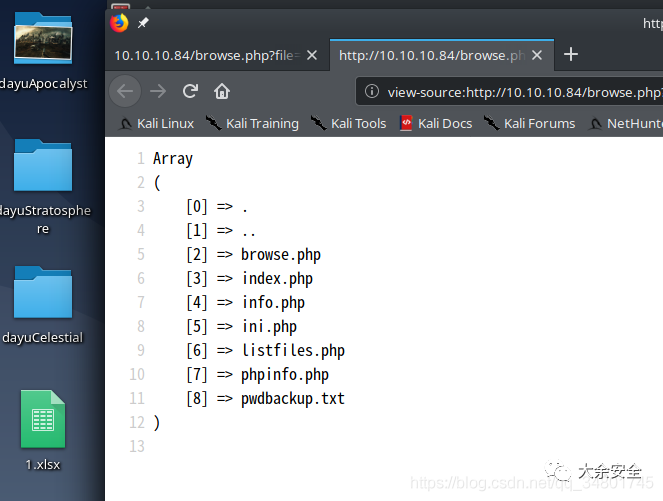 dayuApocalyst
dayuStratosphe
re
dayuCelestial
1.xlsx
htt
10.10.10.84/browse.php?file=
http://10.10.10.84/browse.ph
view-source:http://10.10.10.84/browse.php?
Kali Linux
Kali Training
Kali Tools
Kali Docs
Kali Forums
NetHunte
1 Array
2 (
3 [0] => .
4 [1] => ..
5 [2] => browse.php
6 [3] => index.php
7 [4] => info.php
8 [5] => ini.php
9 [6] => listfiles.php
10 [7] => phpinfo.php
11 [8] => pwdbackup.txt
12 )
13
大余安全
https://blog.csdn.net/qq_34801745